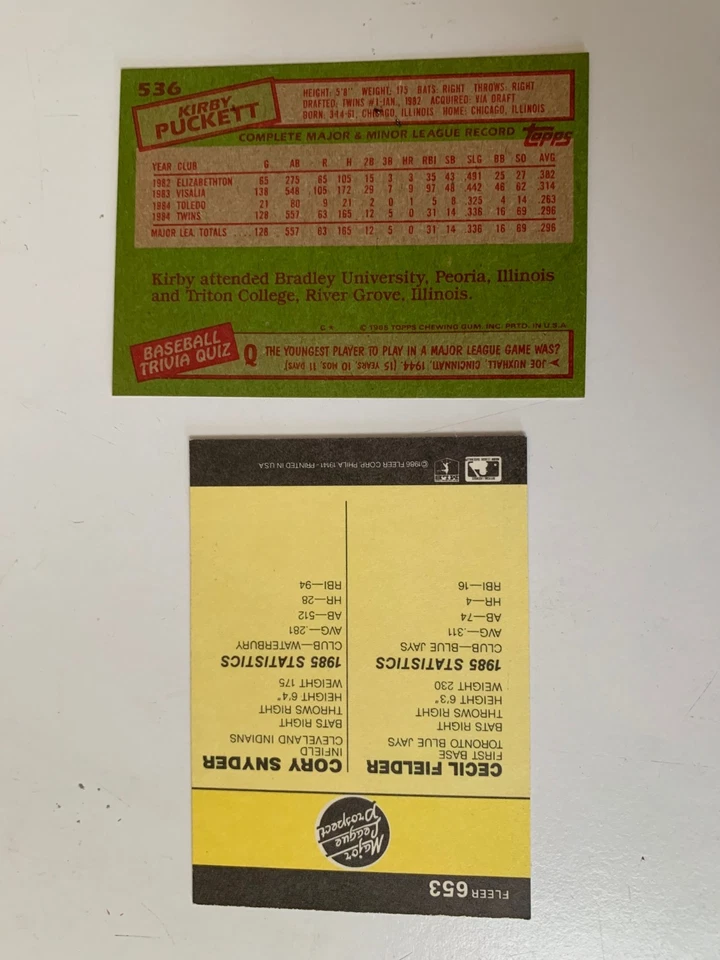 536
KIRBY
PUCKETT
HEIGHT: 5'8" WEIGHT: 175 BATS: RIGHT THROWS: RIGHT
DRAFTED: TWINS #1-JAN., 1982 ACQUIRED: VIA DRAFT
BORN: 3-14-61, CHICAGO, ILLINOIS HOME: CHICAGO, ILLINOIS
COMPLETE MAJOR & MINOR LEAGUE RECORD Topps
YEAR CLUB G AB R H 2B 3B HR RBI SB SLG BB SO AVG
1982 ELIZABETHTON 65 275 65 105 15 3 3 35 43 .491 25 27 .382
1983 VISALIA 138 548 105 172 29 7 9 97 48 .442 46 62 .314
1984 TOLEDO 21 80 9 21 2 0 1 5 8 .325 4 14 .263
1984 TWINS 128 557 63 165 12 5 0 31 14 .336 16 69 .296
MAJOR LEA. TOTALS 128 557 63 165 12 5 0 31 14 .336 16 69 .296
Kirby attended Bradley University, Peoria, Illinois
and Triton College, River Grove, Illinois.
C* © 1985 TOPPS CHEWING GUM, INC. PRTD. IN U.S.A
BASEBALL
TRIVIA QUIZ
Q THE YOUNGEST PLAYER TO PLAY IN A MAJOR LEAGUE GAME WAS?
JOE NUXHALL, CINCINNATI, 1944. (15 YEARS, 10 MOS. 11 DAYS)
FLEER 653
Major
League
Prospect
CECIL FIELDER
FIRST BASE
TORONTO BLUE JAYS
BATS RIGHT
THROWS RIGHT
HEIGHT 6'3"
WEIGHT 230
1985 STATISTICS
CLUB—BLUE JAYS
AVG—.311
AB—74
HR—4
RBI—16
CORY SNYDER
INFIELD
CLEVELAND INDIANS
BATS RIGHT
THROWS RIGHT
HEIGHT 6'4"
WEIGHT 175
1985 STATISTICS
CLUB—WATERBURY
AVG—.281
AB—512
HR—28
RBI—94
©1986 FLEER CORP. PHILA 19141 - PRINTED IN U.S.A.